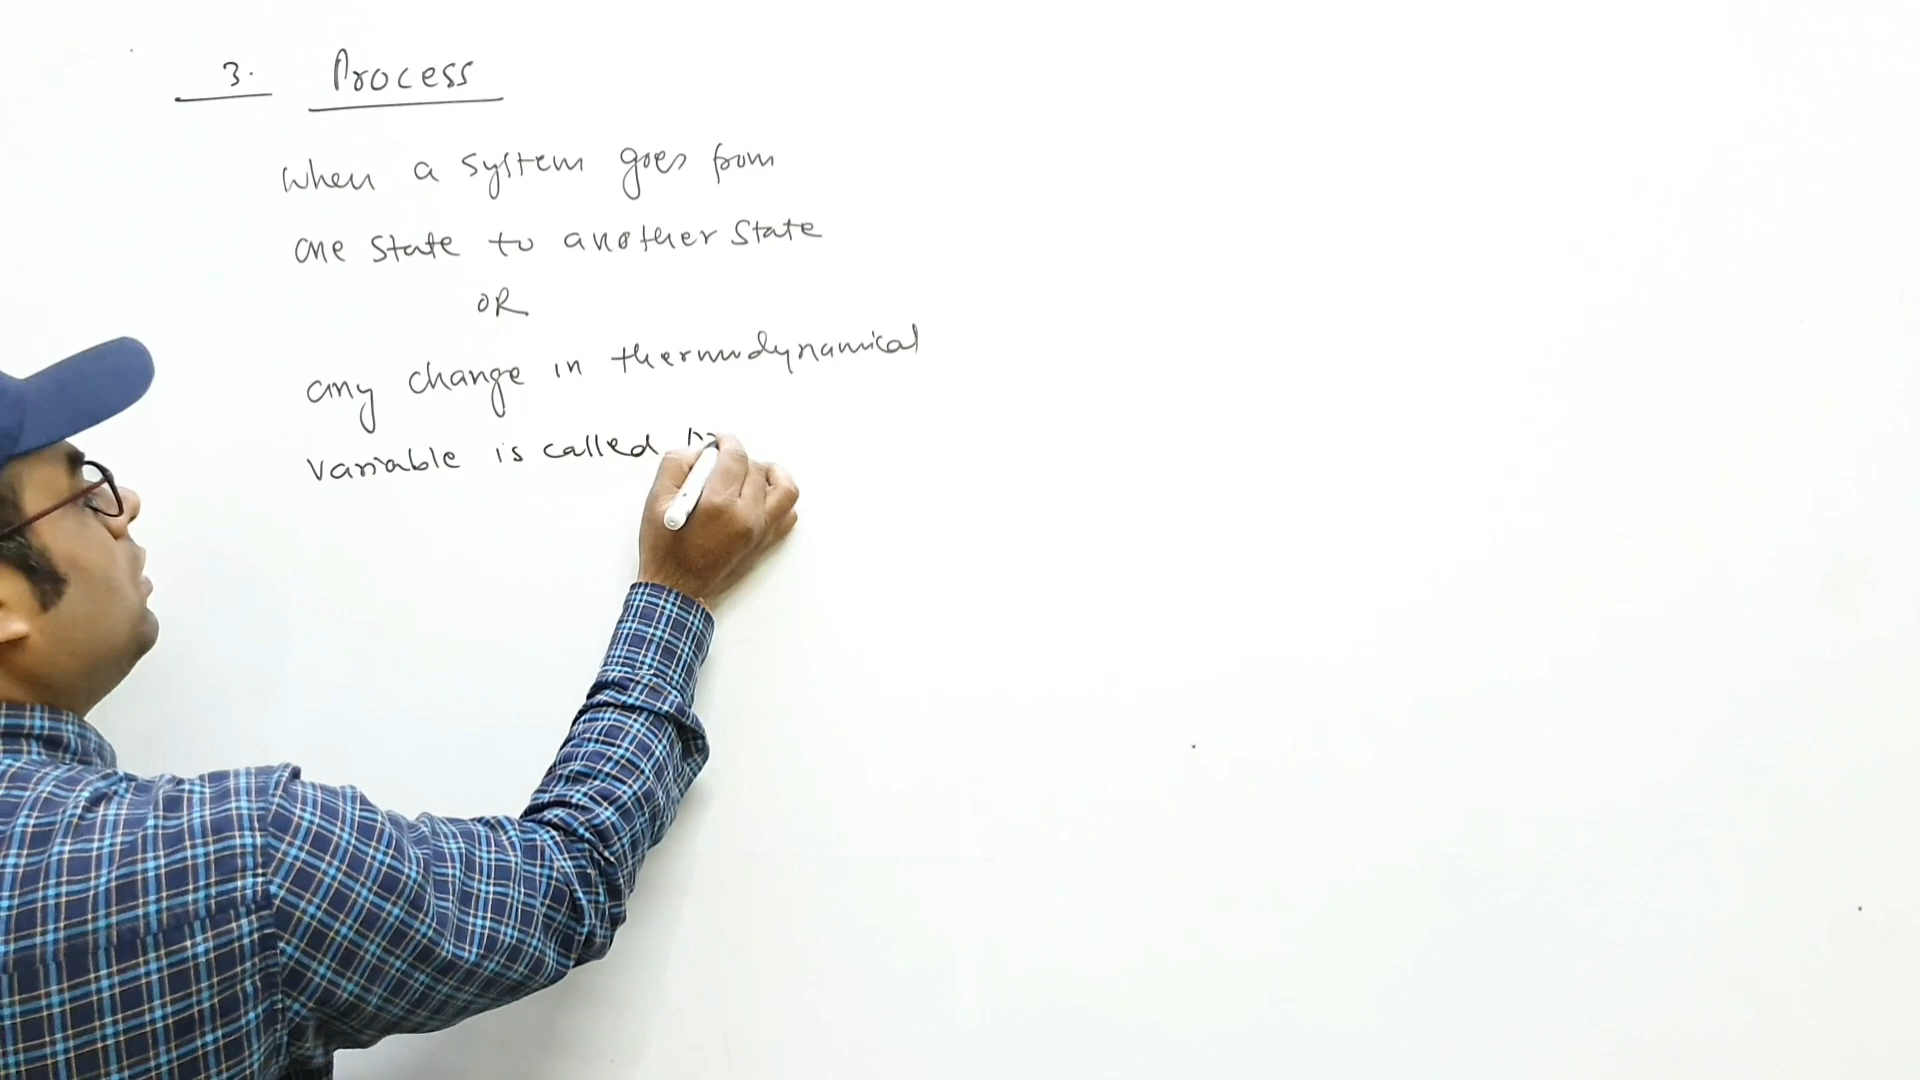 3. Process
when a system goes from
one state to another state
OR
any change in thermodynamical
variable is called